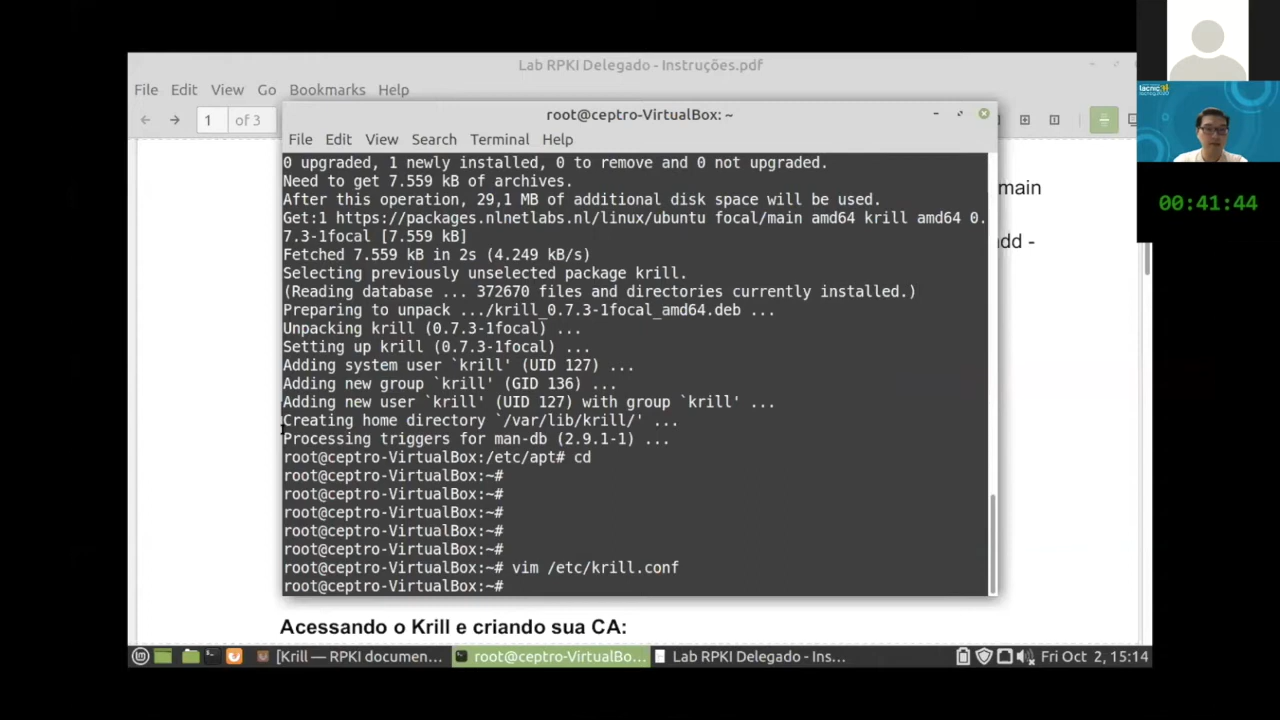 Lab RPKI Delegado - Instruções.pdf
File Edit View Go Bookmarks Help
1 of 3
root@ceptro-VirtualBox: ~
File Edit View Search Terminal Help
0 upgraded, 1 newly installed, 0 to remove and 0 not upgraded.
Need to get 7.559 kB of archives.
After this operation, 29,1 MB of additional disk space will be used.
Get:1 https://packages.nlnetlabs.nl/linux/ubuntu focal/main amd64 krill amd64 0.
7.3-1focal [7.559 kB]
Fetched 7.559 kB in 2s (4.249 kB/s)
Selecting previously unselected package krill.
(Reading database ... 372670 files and directories currently installed.)
Preparing to unpack .../krill_0.7.3-1focal_amd64.deb ...
Unpacking krill (0.7.3-1focal) ...
Setting up krill (0.7.3-1focal) ...
Adding system user `krill' (UID 127) ...
Adding new group `krill' (GID 136) ...
Adding new user `krill' (UID 127) with group `krill' ...
Creating home directory `/var/lib/krill/' ...
Processing triggers for man-db (2.9.1-1) ...
root@ceptro-VirtualBox:/etc/apt# cd
root@ceptro-VirtualBox:~#
root@ceptro-VirtualBox:~#
root@ceptro-VirtualBox:~#
root@ceptro-VirtualBox:~#
root@ceptro-VirtualBox:~#
root@ceptro-VirtualBox:~# vim /etc/krill.conf
root@ceptro-VirtualBox:~#
main
add -
lacnic
00:41:44
Acessando o Krill e criando sua CA:
[Krill — RPKI documen... root@ceptro-VirtualBo... Lab RPKI Delegado - Ins... Fri Oct 2, 15:14